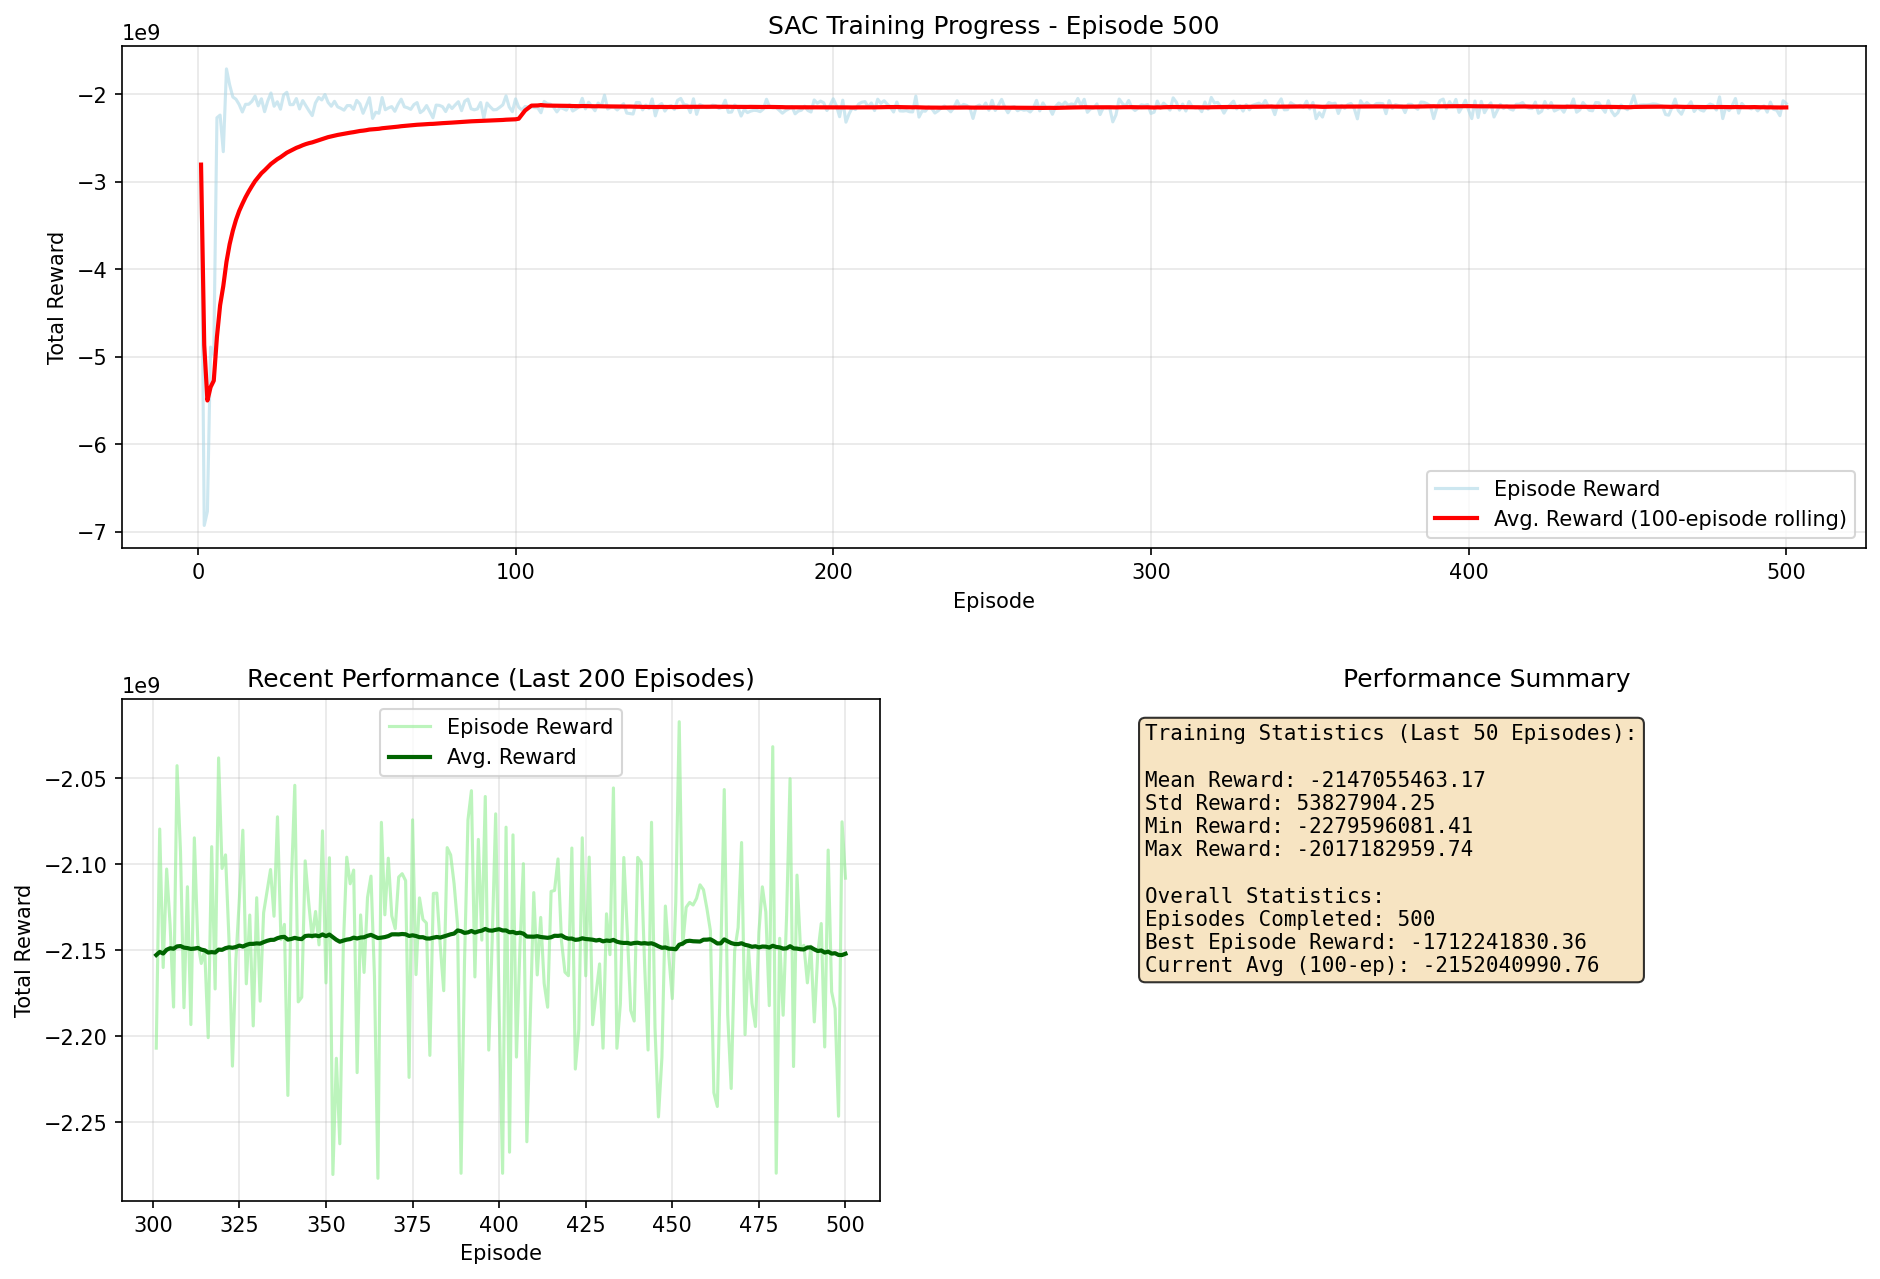 SAC Training Progress - Episode 500
1e9
−2
−3
−4
−5
−6
−7
Total Reward
0 100 200 300 400 500
Episode
Episode Reward
Avg. Reward (100-episode rolling)
Recent Performance (Last 200 Episodes)
1e9
−2.05
−2.10
−2.15
−2.20
−2.25
Total Reward
300 325 350 375 400 425 450 475 500
Episode
Episode Reward
Avg. Reward
Performance Summary
Training Statistics (Last 50 Episodes):
Mean Reward: -2147055463.17
Std Reward: 53827904.25
Min Reward: -2279596081.41
Max Reward: -2017182959.74
Overall Statistics:
Episodes Completed: 500
Best Episode Reward: -1712241830.36
Current Avg (100-ep): -2152040990.76